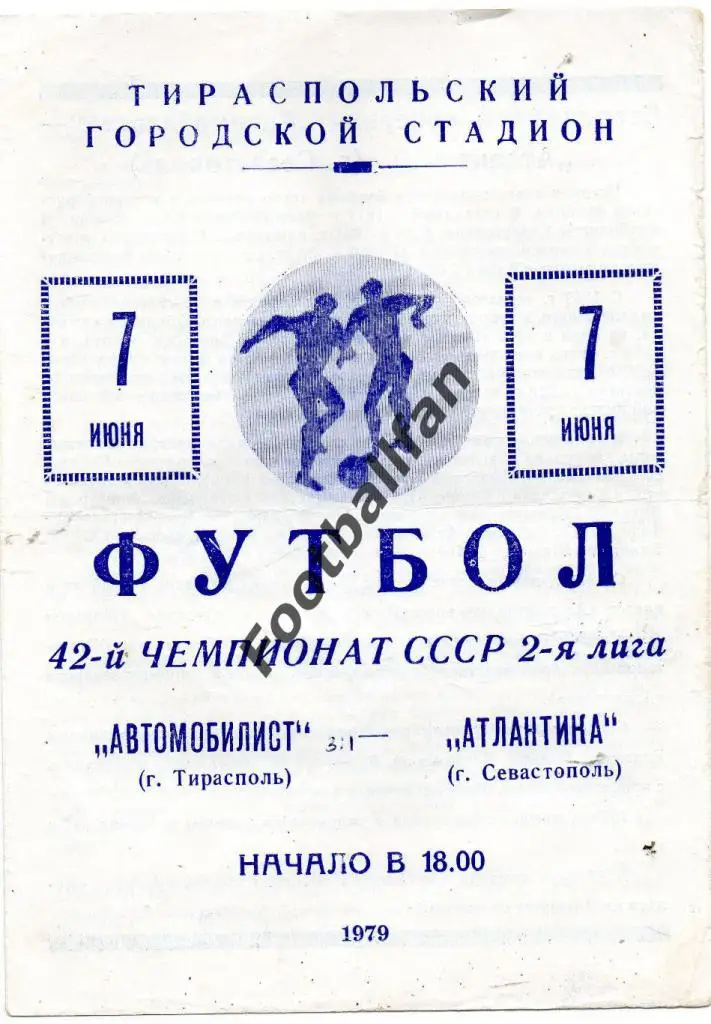 ТИРАСПОЛЬСКИЙ
ГОРОДСКОЙ СТАДИОН
7
ИЮНЯ
7
ИЮНЯ
Footballfan
ФУТБОЛ
42-й ЧЕМПИОНАТ СССР 2-я лига
„АВТОМОБИЛИСТ" 3:1 — „АТЛАНТИКА"
(г. Тирасполь) (г. Севастополь)
НАЧАЛО В 18.00
1979